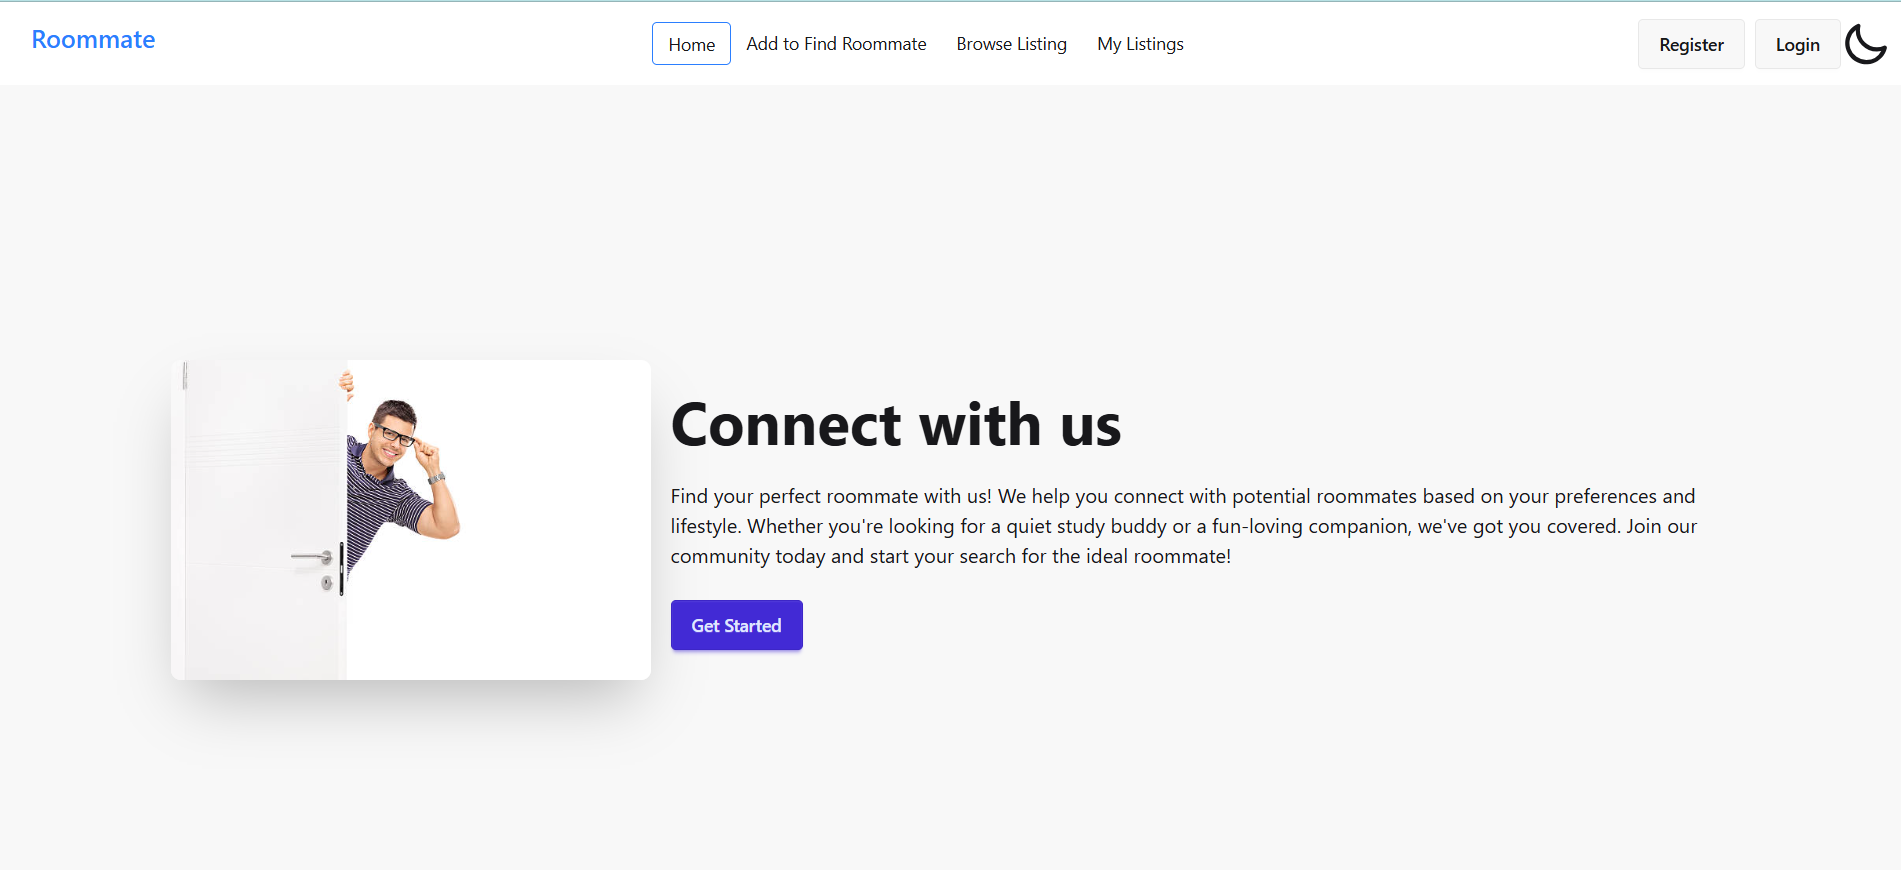 Roommate
Home
Add to Find Roommate
Browse Listing
My Listings
Register
Login
Connect with us
Find your perfect roommate with us! We help you connect with potential roommates based on your preferences and
lifestyle. Whether you're looking for a quiet study buddy or a fun-loving companion, we've got you covered. Join our
community today and start your search for the ideal roommate!
Get Started